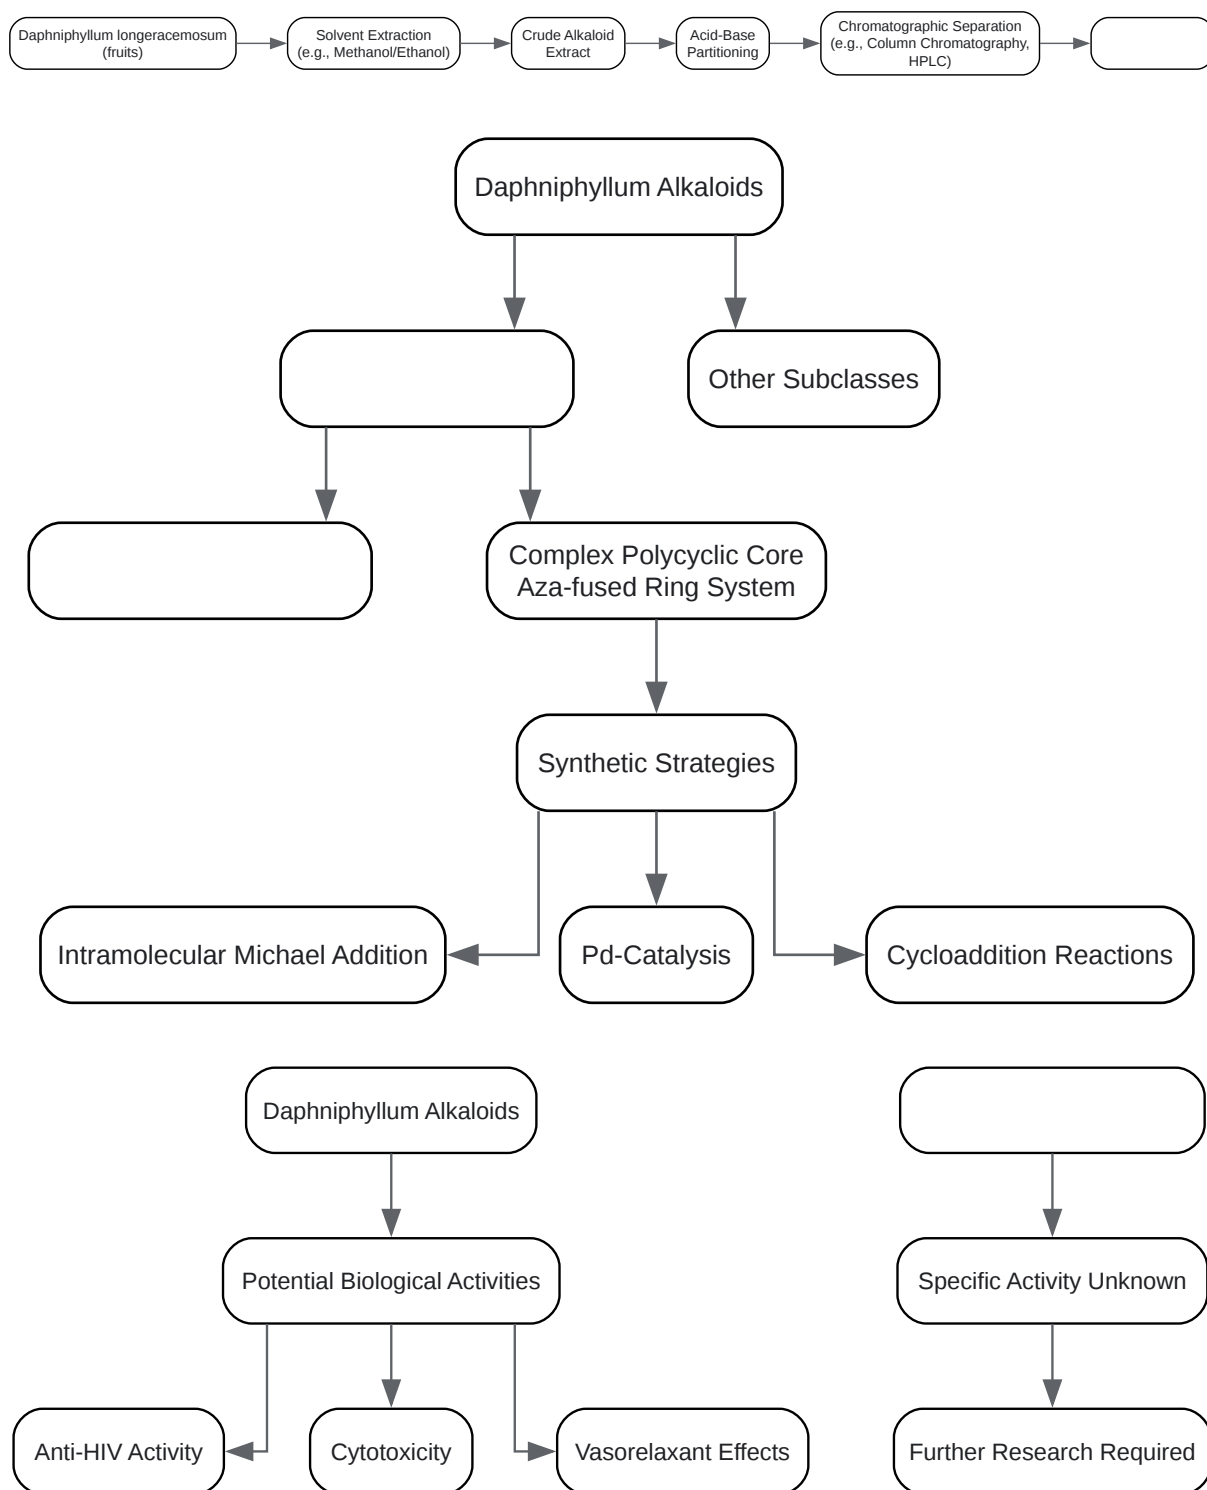 Daphniphyllum longeracemosum
(fruits)
Solvent Extraction
(e.g., Methanol/Ethanol)
Crude Alkaloid
Extract
Acid-Base
Partitioning
Chromatographic Separation
(e.g., Column Chromatography,
HPLC)
Daphniphyllum Alkaloids
Other Subclasses
Complex Polycyclic Core
Aza-fused Ring System
Synthetic Strategies
Intramolecular Michael Addition
Pd-Catalysis
Cycloaddition Reactions
Daphniphyllum Alkaloids
Potential Biological Activities
Specific Activity Unknown
Anti-HIV Activity
Cytotoxicity
Vasorelaxant Effects
Further Research Required